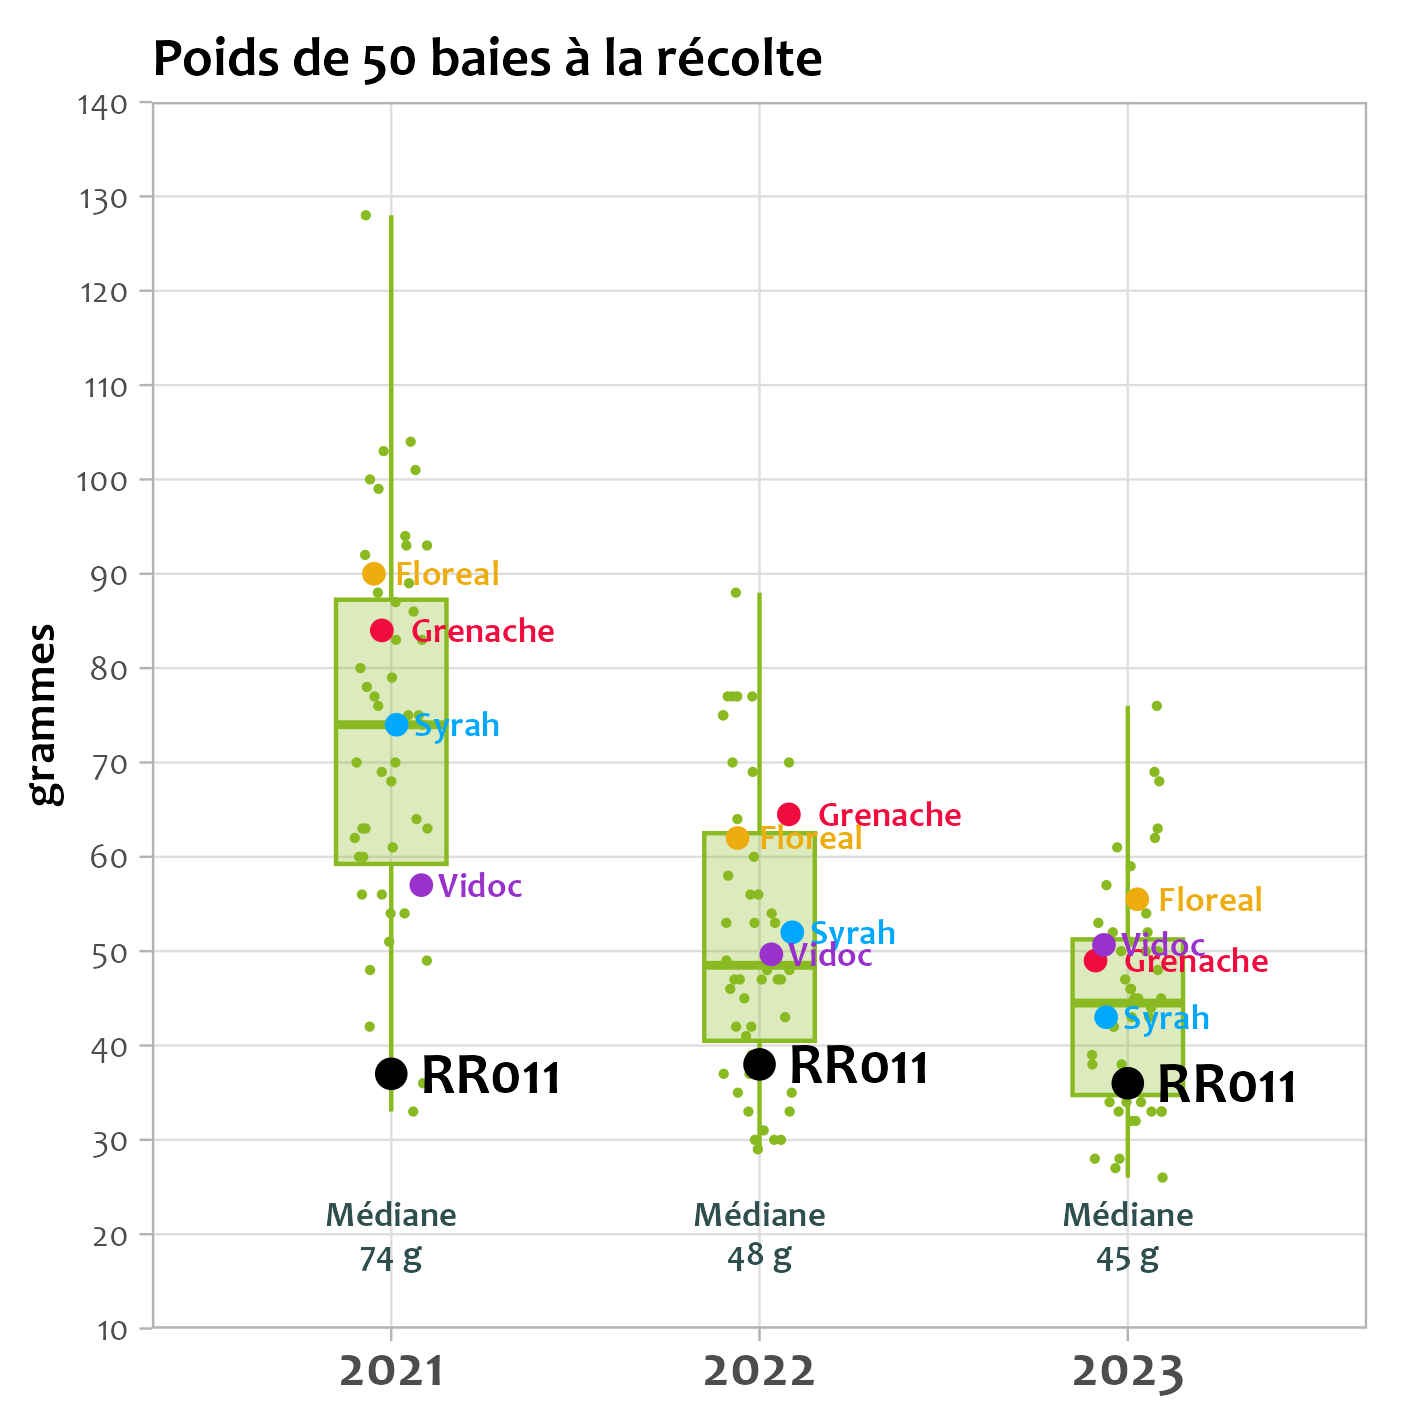 Poids de 50 baies à la récolte
140
130
120
110
100
90
80
70
60
50
40
30
20
10
grammes
Floreal
Grenache
Syrah
Vidoc
RR011
Médiane
74 g
Grenache
Floreal
Syrah
Vidoc
RR011
Médiane
48 g
Floreal
Vidoc
Grenache
Syrah
RR011
Médiane
45 g
2021
2022
2023